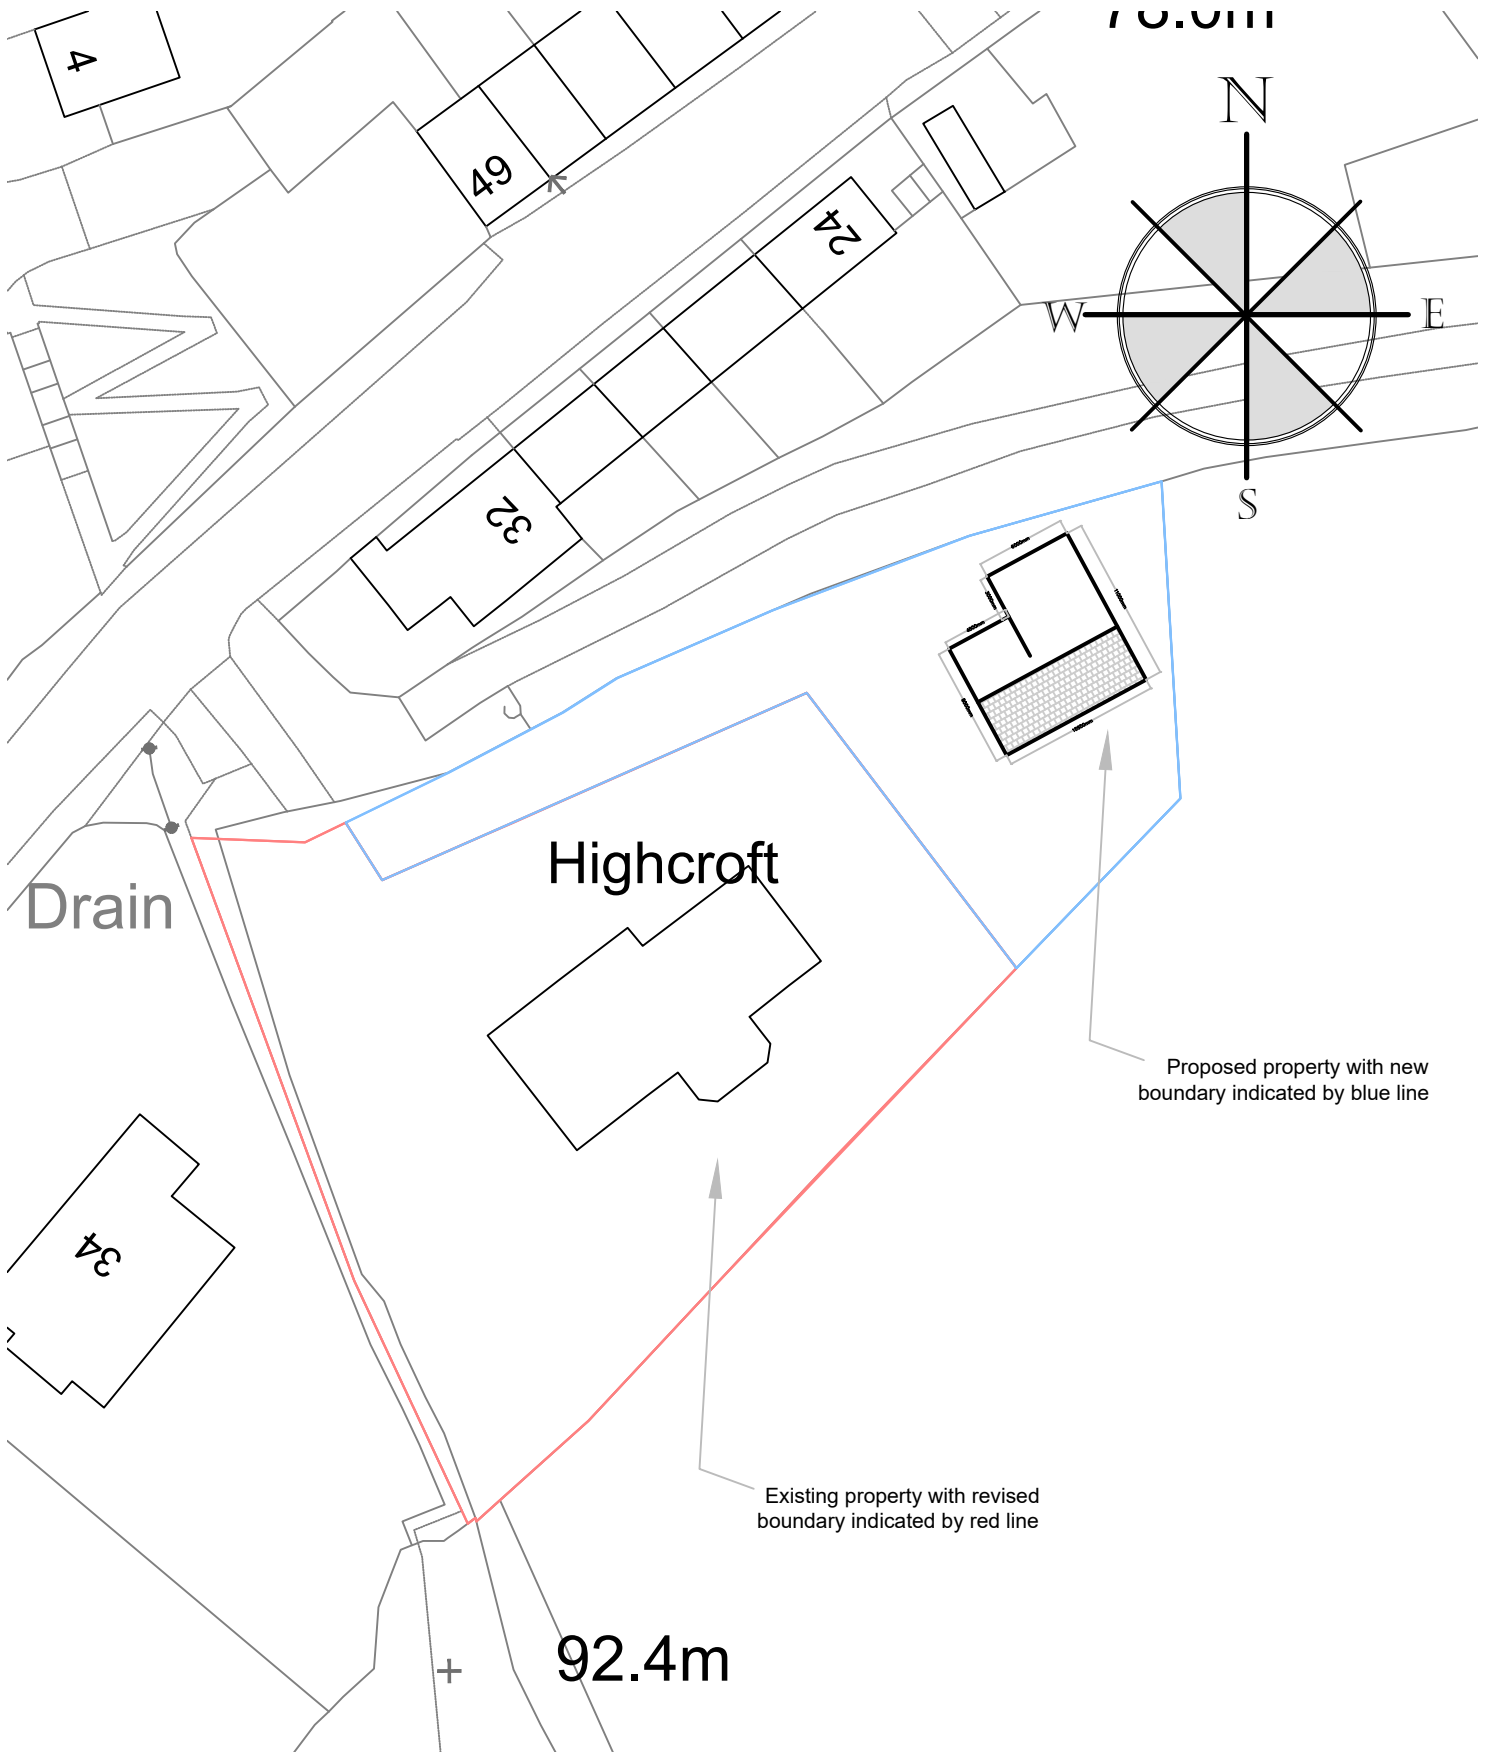 4
N
49
24
W
E
S
32
Highcroft
Drain
Proposed property with new
boundary indicated by blue line
34
Existing property with revised
boundary indicated by red line
92.4m